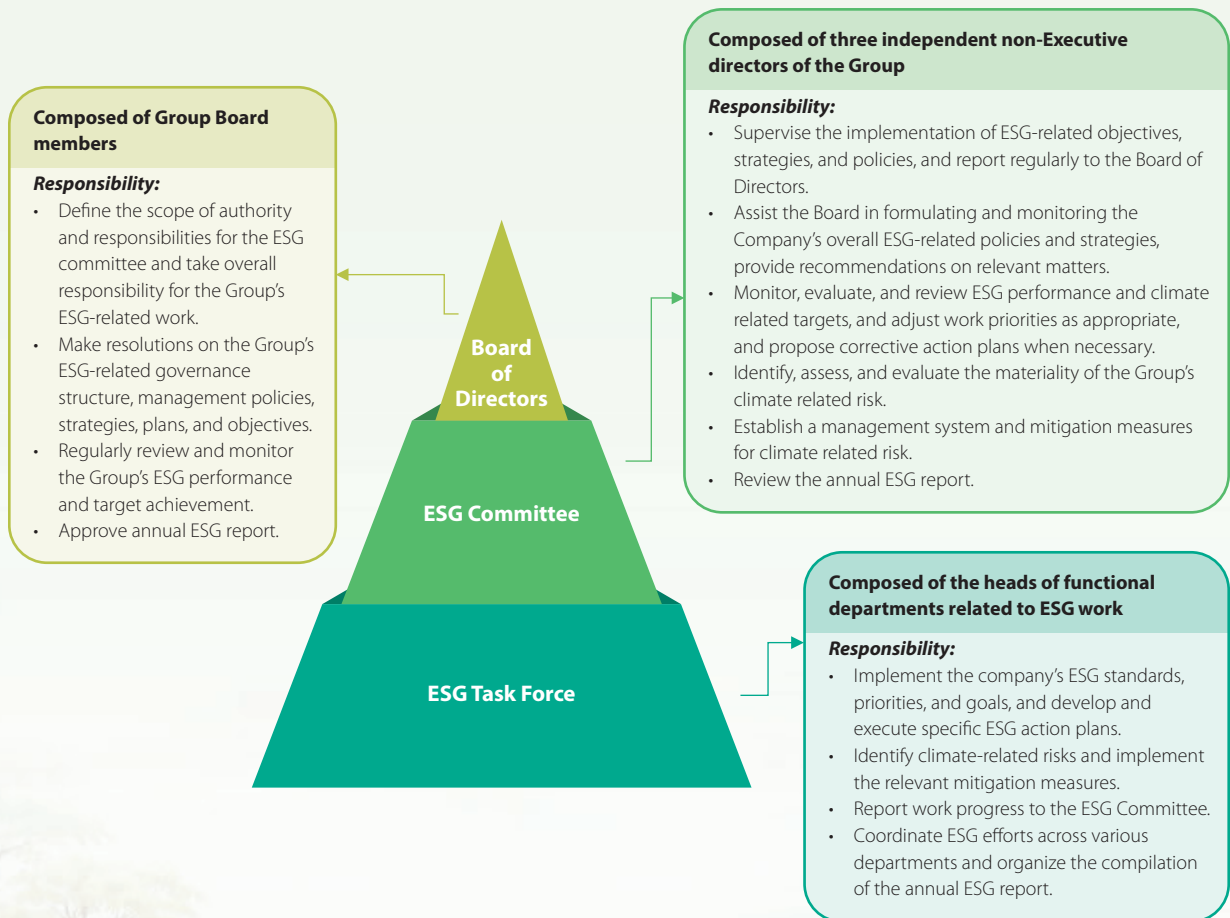 Composed of Group Board
members
Responsibility:
• Define the scope of authority
and responsibilities for the ESG
committee and take overall
responsibility for the Group’s
ESG-related work.
• Make resolutions on the Group’s
ESG-related governance
structure, management policies,
strategies, plans, and objectives.
• Regularly review and monitor
the Group’s ESG performance
and target achievement.
• Approve annual ESG report.
Board
of
Directors
ESG Committee
ESG Task Force
Composed of three independent non-Executive
directors of the Group
Responsibility:
• Supervise the implementation of ESG-related objectives,
strategies, and policies, and report regularly to the Board of
Directors.
• Assist the Board in formulating and monitoring the
Company’s overall ESG-related policies and strategies,
provide recommendations on relevant matters.
• Monitor, evaluate, and review ESG performance and climate
related targets, and adjust work priorities as appropriate,
and propose corrective action plans when necessary.
• Identify, assess, and evaluate the materiality of the Group’s
climate related risk.
• Establish a management system and mitigation measures
for climate related risk.
• Review the annual ESG report.
Composed of the heads of functional
departments related to ESG work
Responsibility:
• Implement the company’s ESG standards,
priorities, and goals, and develop and
execute specific ESG action plans.
• Identify climate-related risks and implement
the relevant mitigation measures.
• Report work progress to the ESG Committee.
• Coordinate ESG efforts across various
departments and organize the compilation
of the annual ESG report.